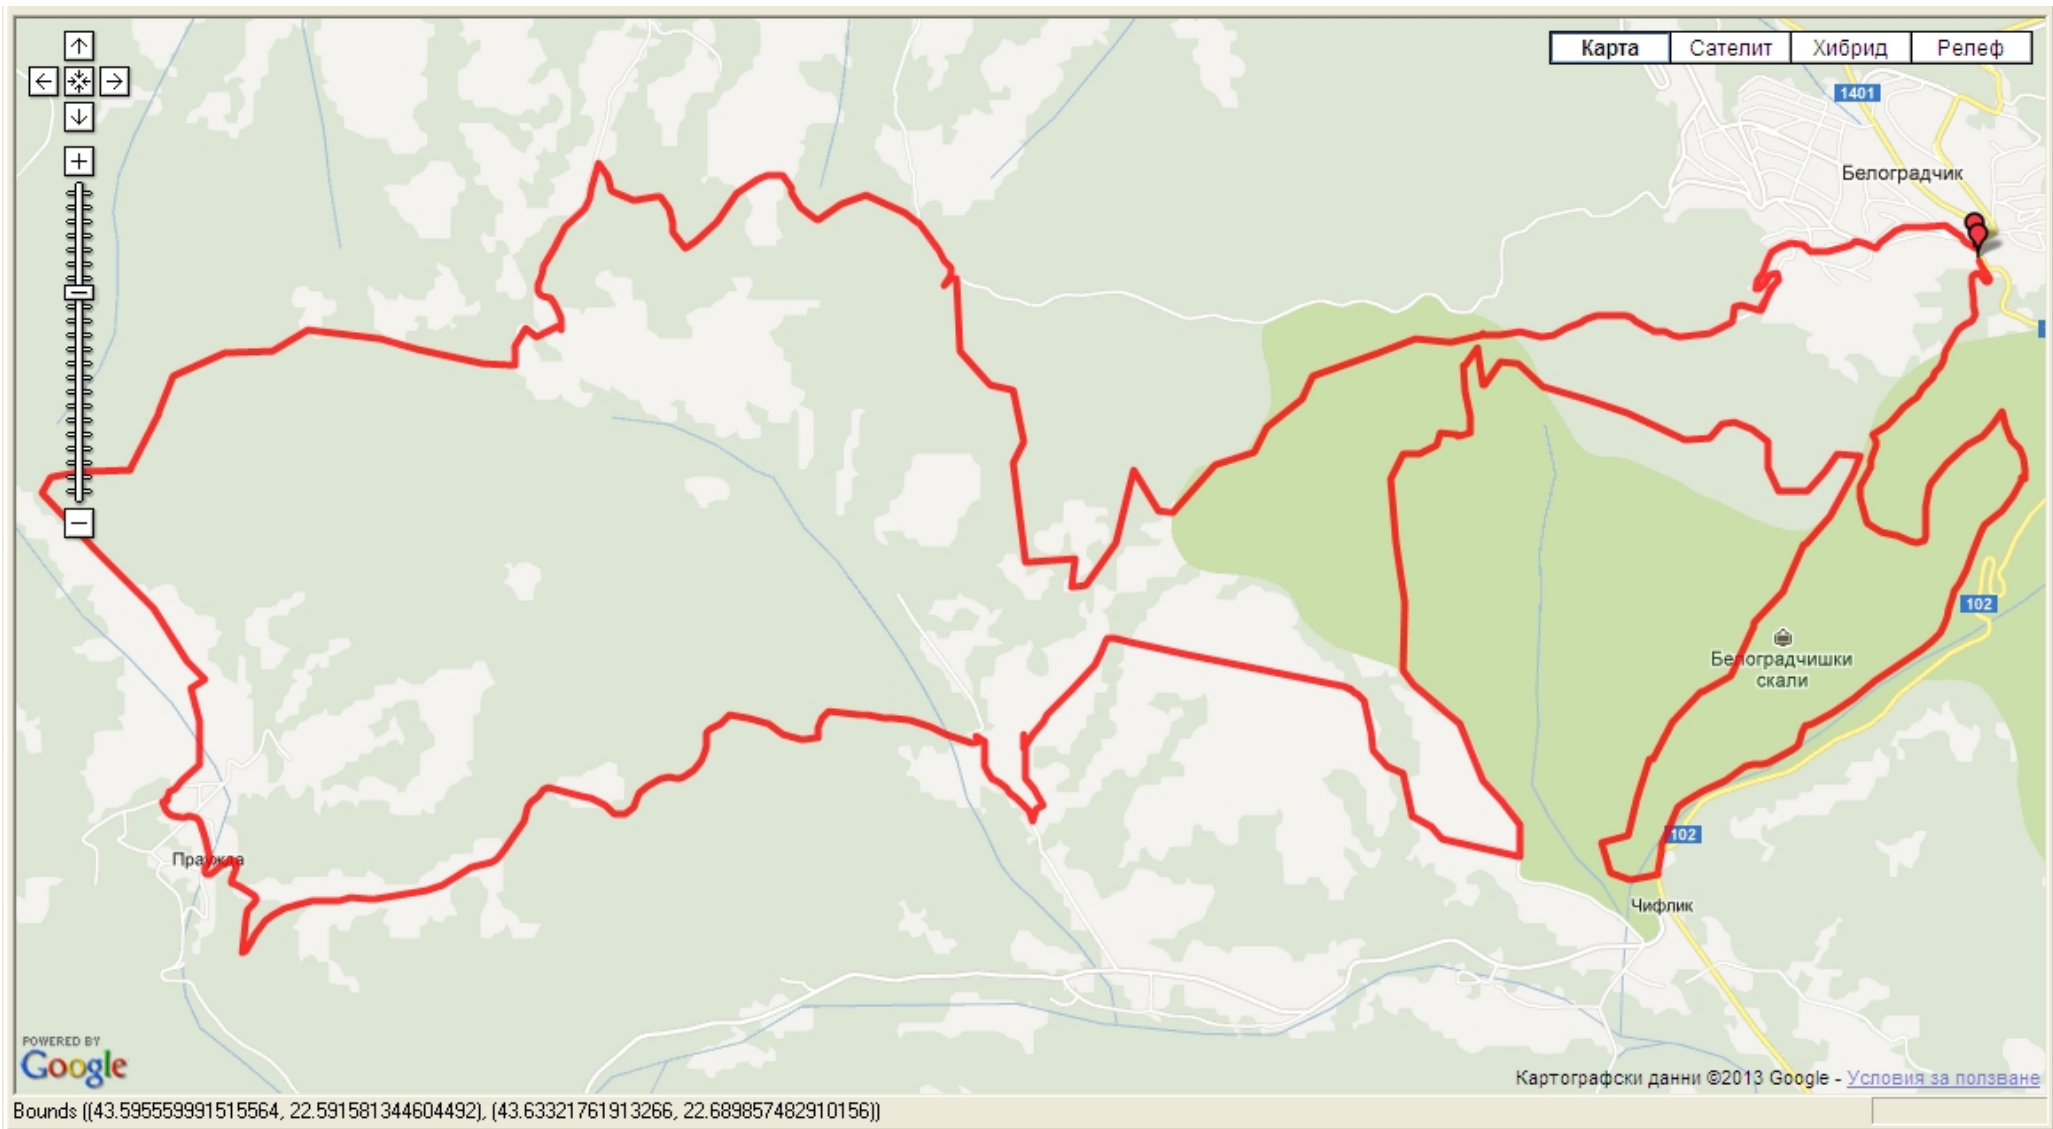 Карта Сателит Хибрид Релеф
1401
Белоградчик
102
Белоградчишки
скали
102
Праужда
Чифлик
POWERED BY
Google
Картографски данни ©2013 Google - Условия за ползване
Bounds ((43.595559991515564, 22.591581344604492), (43.63321761913266, 22.689857482910156))